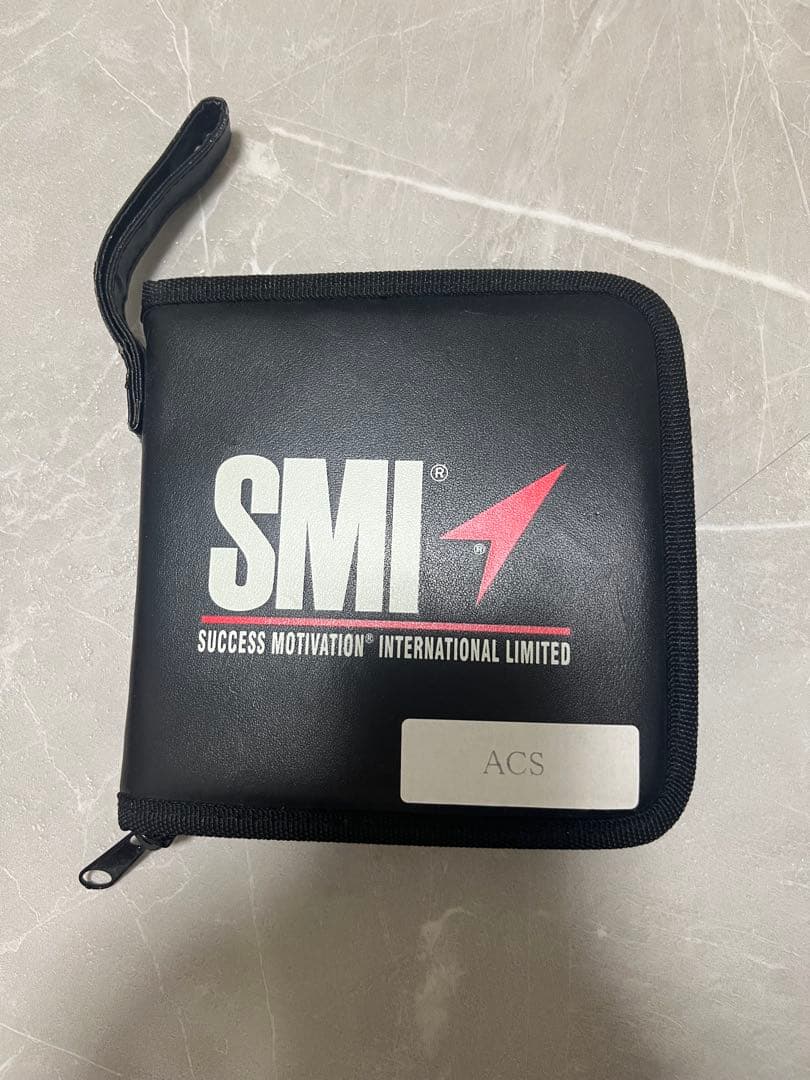 SMI®
®
SUCCESS MOTIVATION® INTERNATIONAL LIMITED
ACS